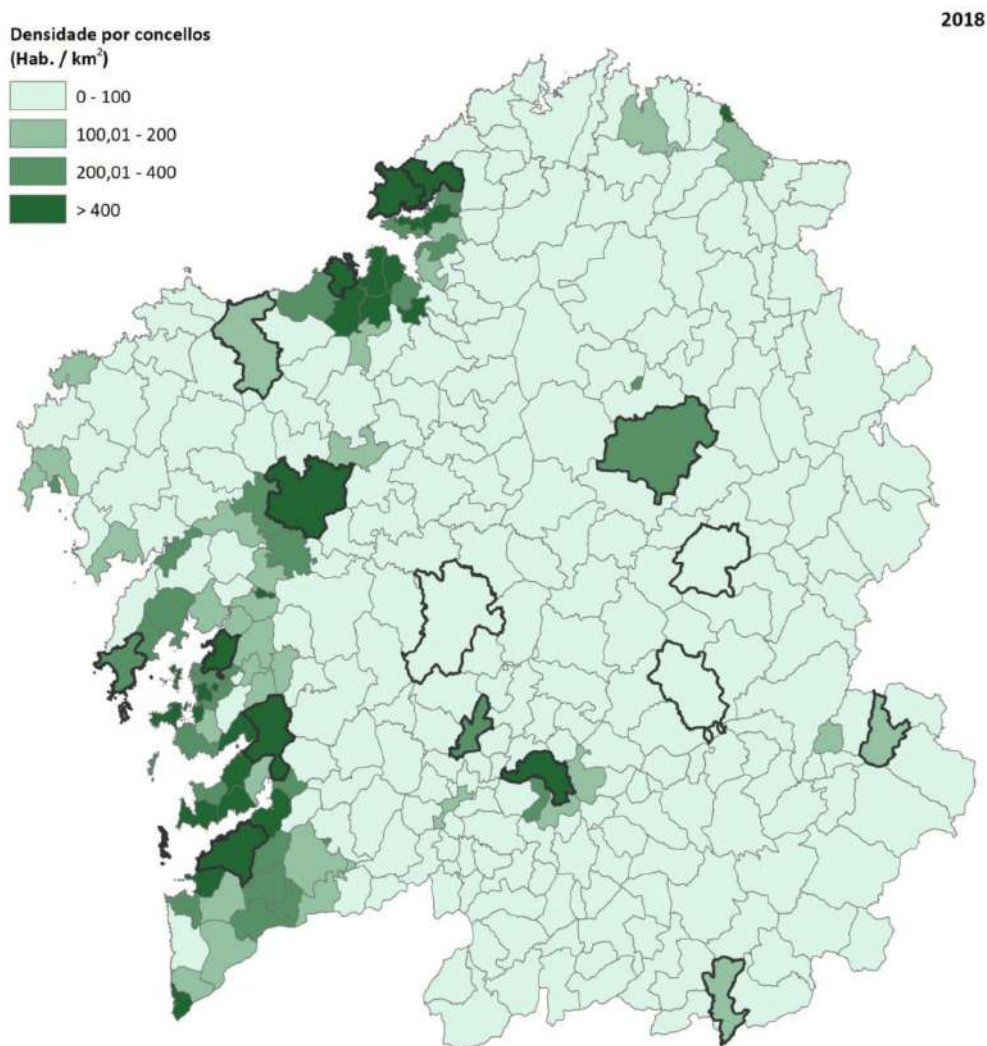 2018
Densidade por concellos
(Hab. / km²)
0 - 100
100,01 - 200
200,01 - 400
> 400